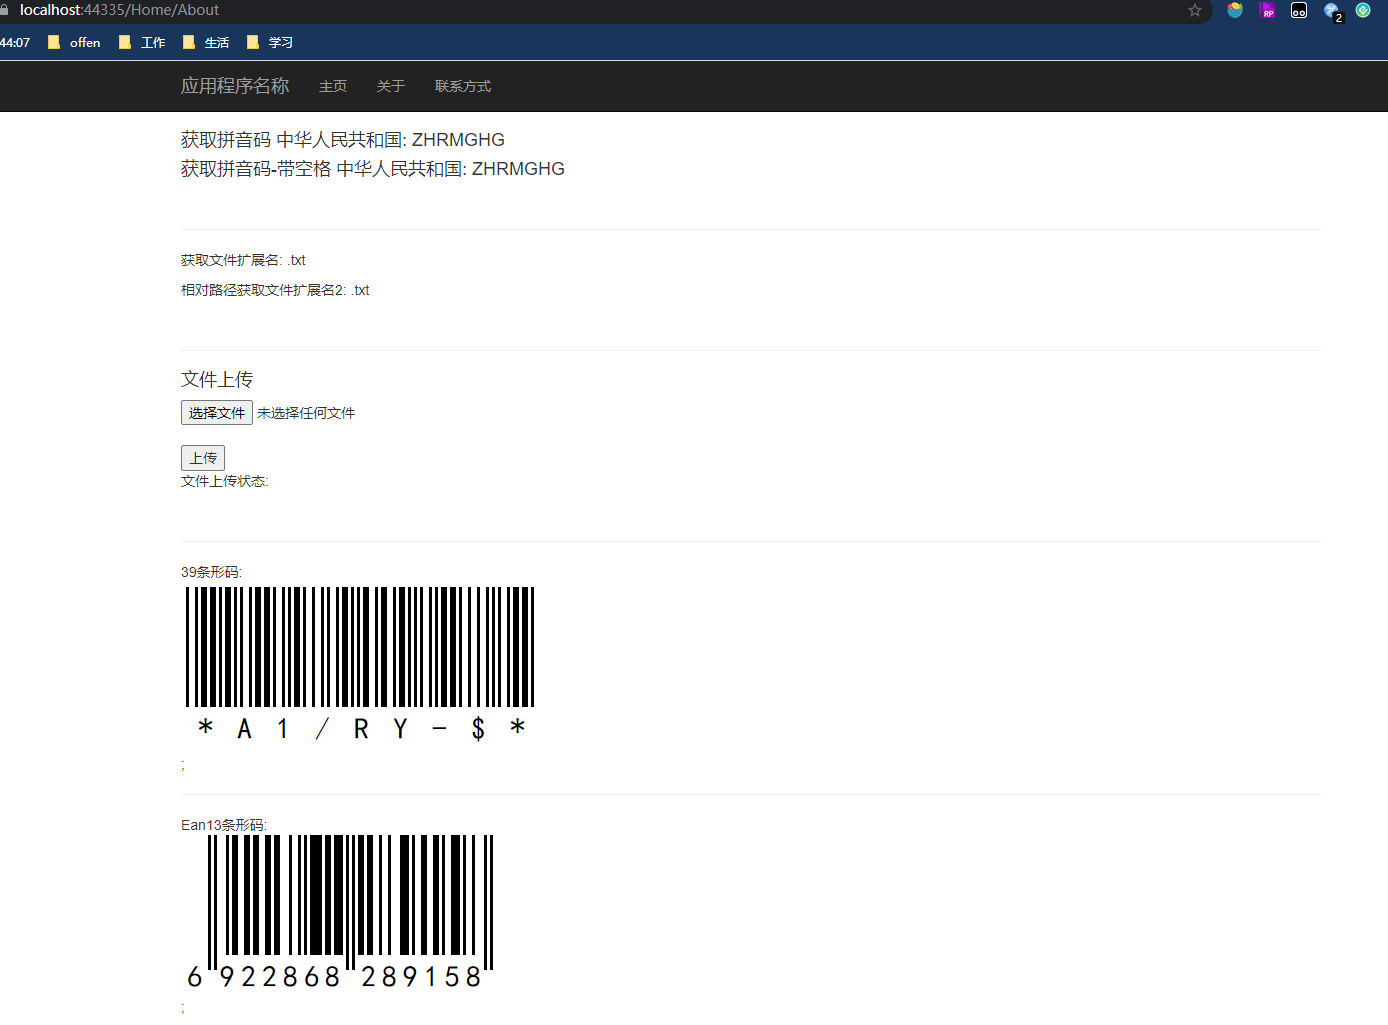 localhost:44335/Home/About
44:07 offen 工作 生活 学习
RP
2
应用程序名称 主页 关于 联系方式
获取拼音码 中华人民共和国: ZHRMGHG
获取拼音码-带空格 中华人民共和国: ZHRMGHG
获取文件扩展名: .txt
相对路径获取文件扩展名2: .txt
文件上传
选择文件 未选择任何文件
上传
文件上传状态:
39条形码:
* A 1 / R Y - $ *
;
Ean13条形码:
6 922868 289158
;